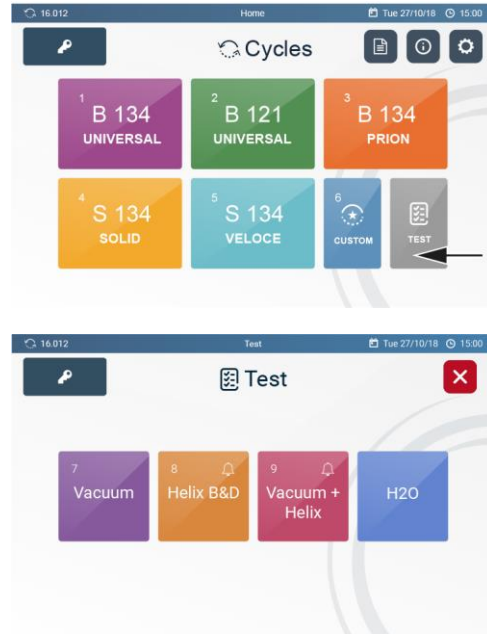 16.012 Home Tue 27/10/18 15:00
Cycles
1
B 134
UNIVERSAL
2
B 121
UNIVERSAL
3
B 134
PRION
4
S 134
SOLID
5
S 134
VELOCE
6
CUSTOM
TEST
16.012 Test Tue 27/10/18 15:00
Test
7
Vacuum
8
Helix B&D
9
Vacuum +
Helix
H2O